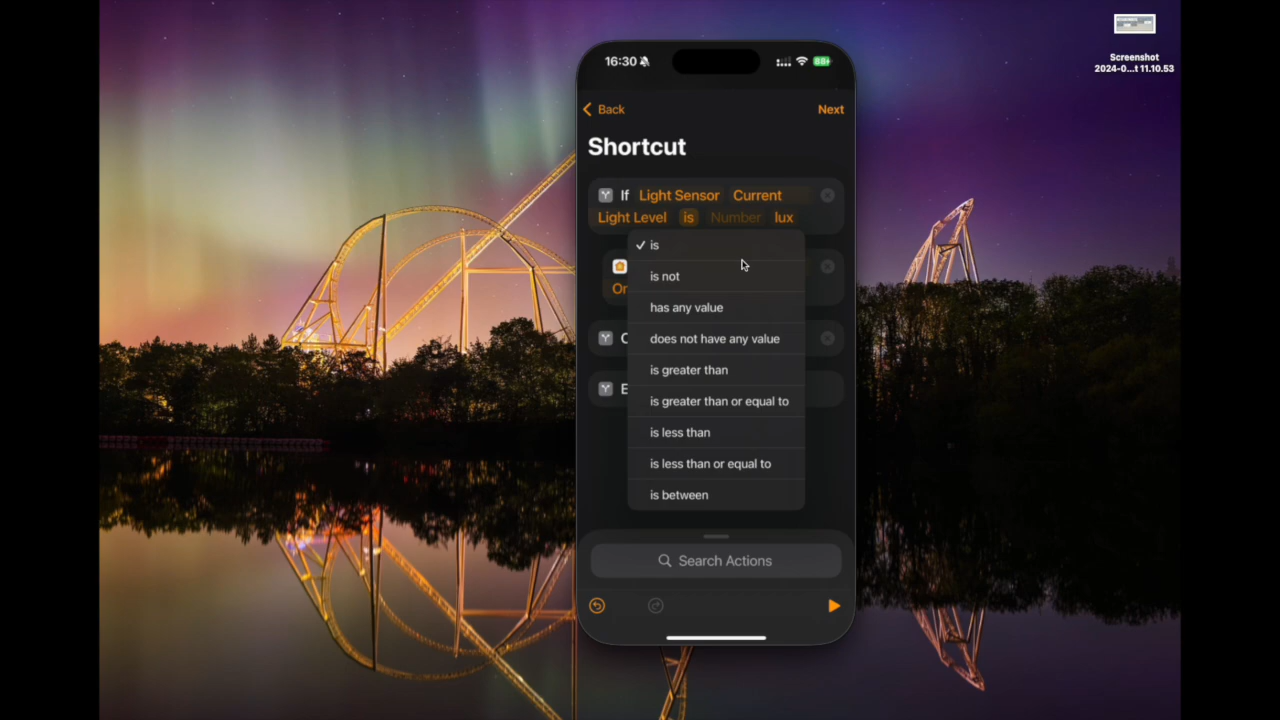 Screenshot
2024-0...t 11.10.53
16:30
88+
Back
Next
Shortcut
If Light Sensor Current
Light Level is Number lux
is
is not
has any value
does not have any value
is greater than
is greater than or equal to
is less than
is less than or equal to
is between
Search Actions